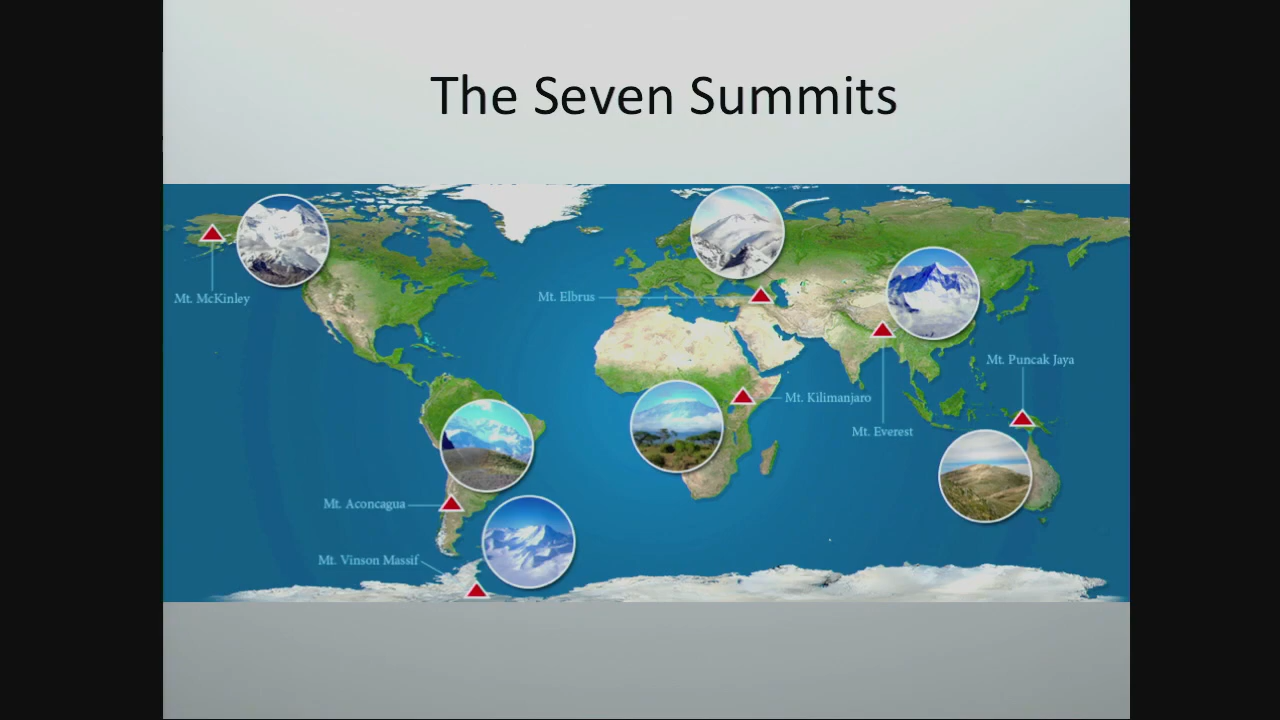 The Seven Summits
Mt. McKinley
Mt. Elbrus
Mt. Puncak Jaya
Mt. Kilimanjaro
Mt. Everest
Mt. Aconcagua
Mt. Vinson Massif